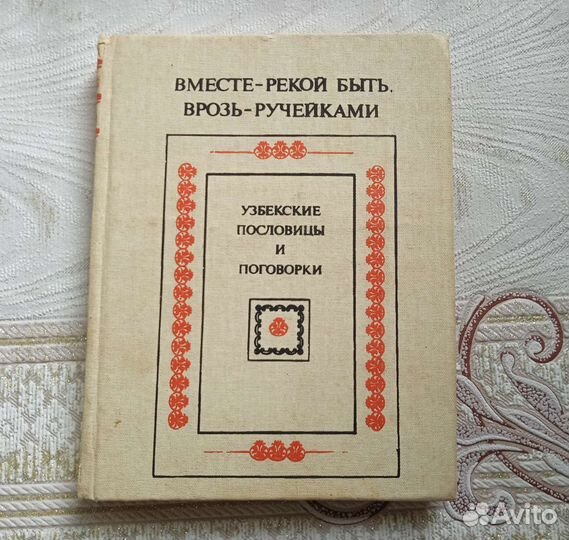 ВМЕСТЕ-РЕКОЙ БЫТЬ.
ВРОЗЬ-РУЧЕЙКАМИ
УЗБЕКСКИЕ
ПОСЛОВИЦЫ
И
ПОГОВОРКИ
Avito